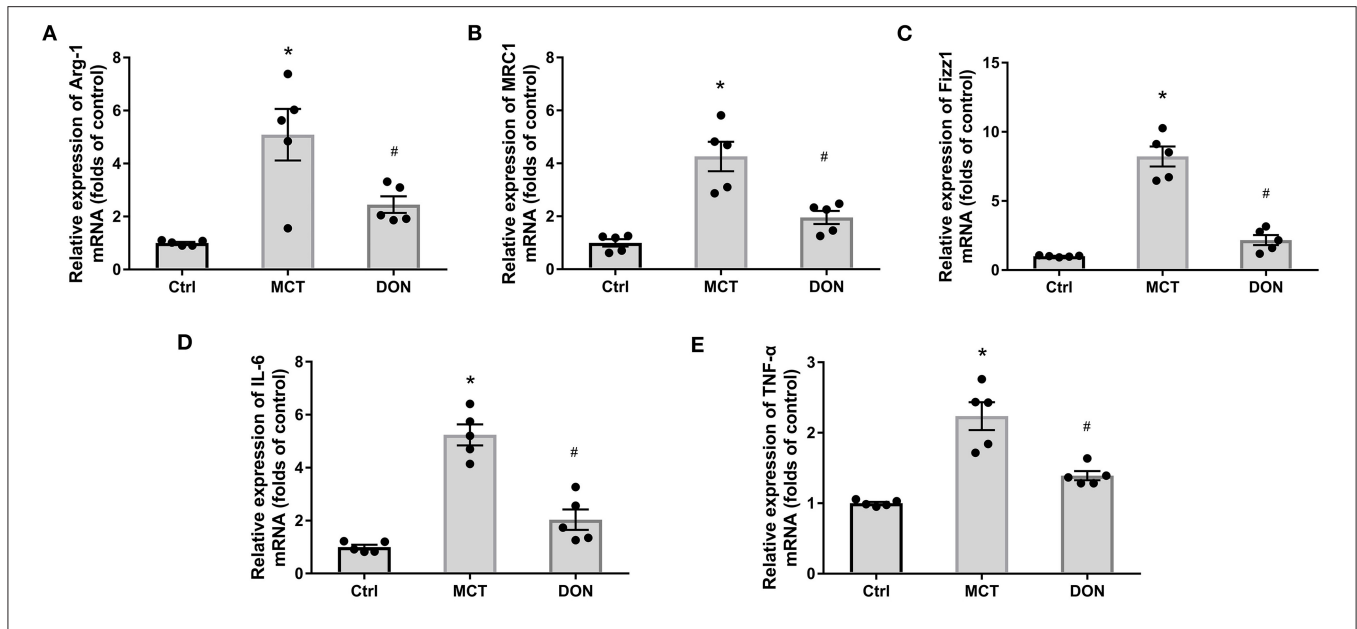 A
Relative expression of Arg-1
mRNA (folds of control)
8
6
4
2
0
*
#
Ctrl
MCT
DON
B
Relative expression of MRC1
mRNA (folds of control)
8
6
4
2
0
*
#
Ctrl
MCT
DON
C
Relative expression of Fizz1
mRNA (folds of control)
15
10
5
0
*
#
Ctrl
MCT
DON
D
Relative expression of IL-6
mRNA (folds of control)
8
6
4
2
0
*
#
Ctrl
MCT
DON
E
Relative expression of TNF-α
mRNA (folds of control)
3
2
1
0
*
#
Ctrl
MCT
DON